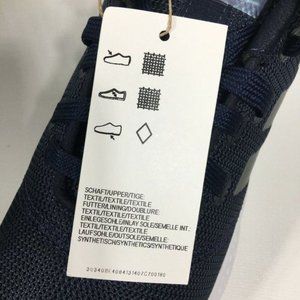 SCHAFT/UPPER/TIGE:
TEXTIL/TEXTILE/TEXTILE
FUTTER/LINING/DOUBLURE:
TEXTIL/TEXTILE/TEXTILE
EINLEGESOHLE/INLAY SOLE/SEMELLE INT.
TEXTIL/TEXTILE/TEXTILE
LAUFSOHLE/OUTSOLE/SEMELLE:
SYNTHETISCH/SYNTHETICS/SYNTHETIQUE